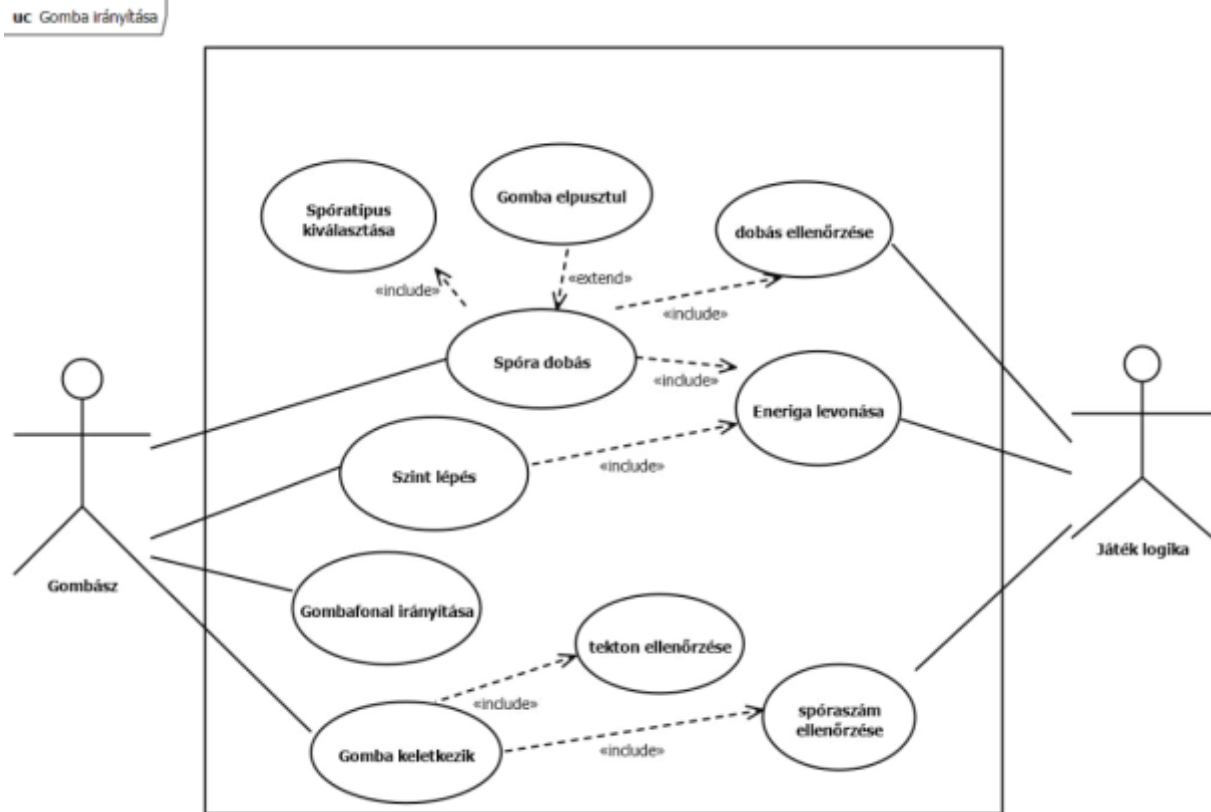 uc Gomba irányítása
Spóratípus
kiválasztása
Gomba elpusztul
dobás ellenőrzése
«include»
«extend»
«include»
Spóra dobás
«include»
Eneriga levonása
Szint lépés
«include»
Gombász
Játék logika
Gombafonal irányítása
tekton ellenőrzése
«include»
spóraszám
ellenőrzése
Gomba keletkezik
«include»